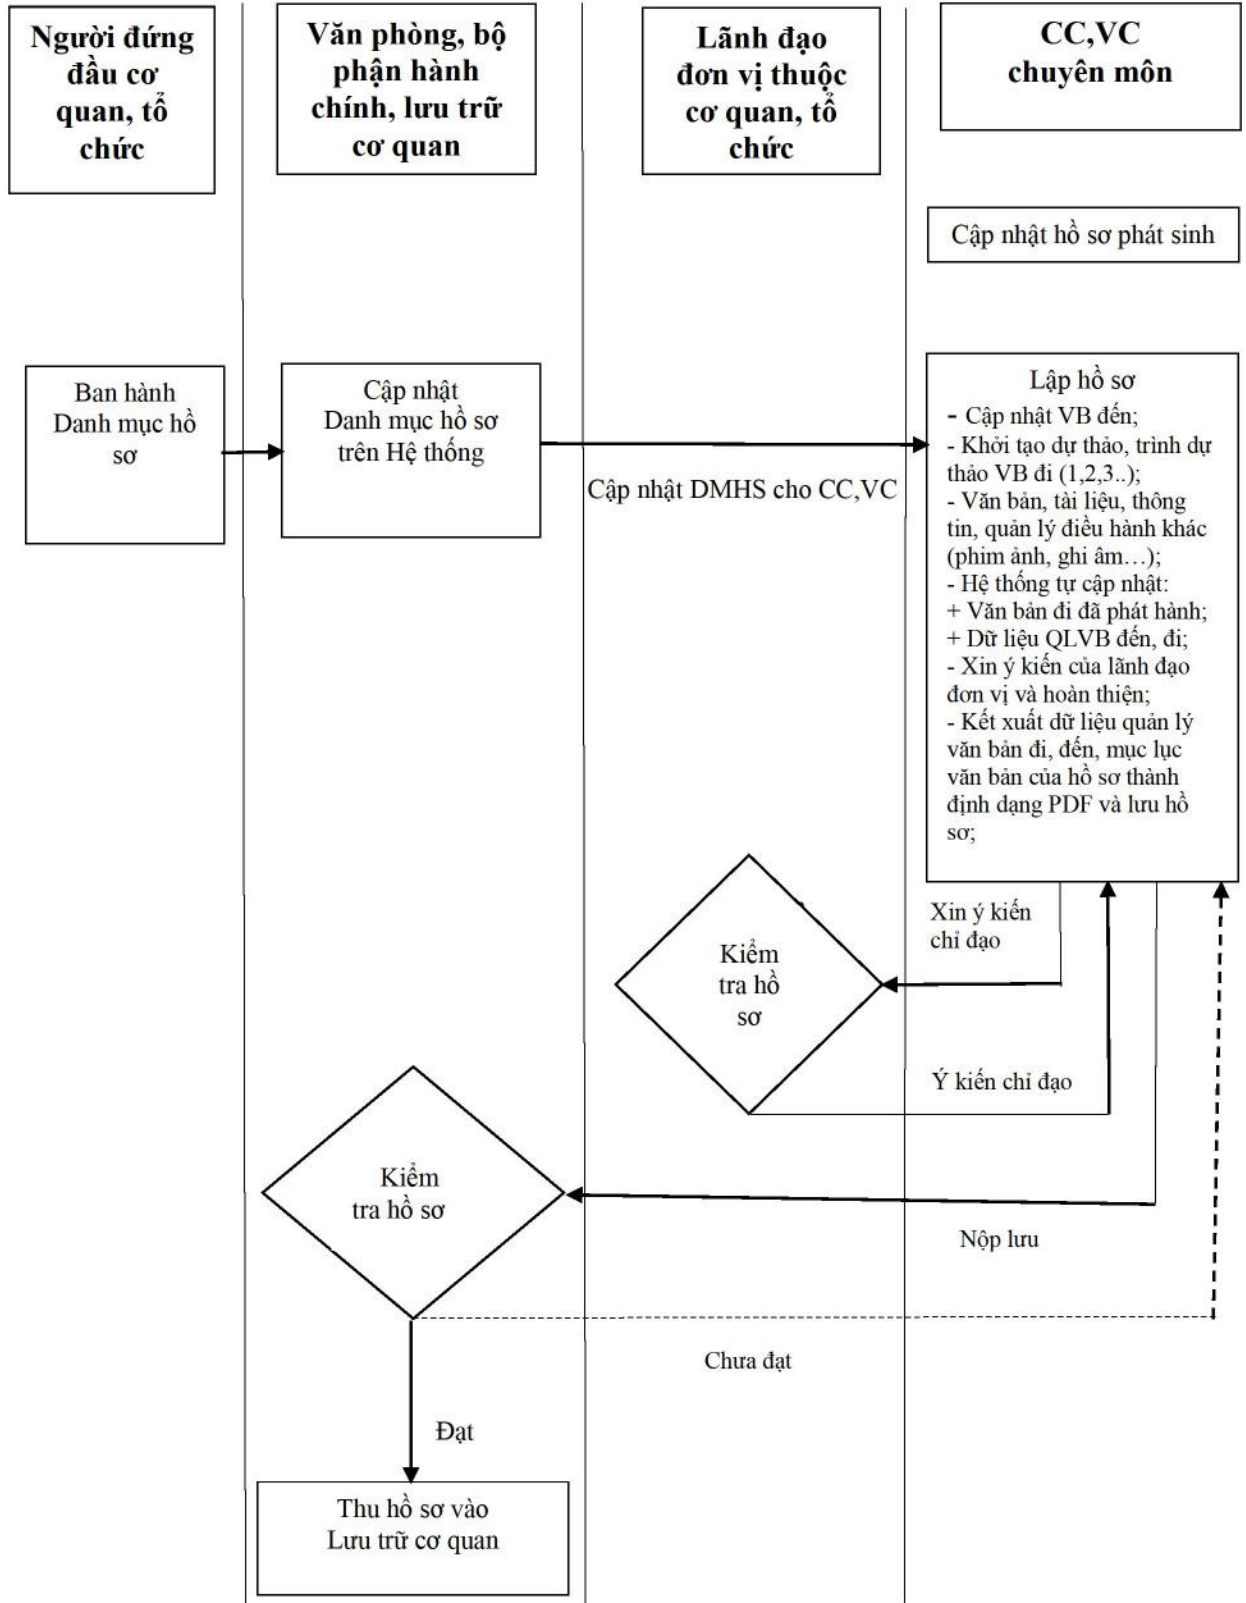 Người đứng
đầu cơ
quan, tổ
chức
Văn phòng, bộ
phận hành
chính, lưu trữ
cơ quan
Lãnh đạo
đơn vị thuộc
cơ quan, tổ
chức
CC,VC
chuyên môn
Cập nhật hồ sơ phát sinh
Ban hành
Danh mục hồ
sơ
Cập nhật
Danh mục hồ sơ
trên Hệ thống
Cập nhật DMHS cho CC,VC
Lập hồ sơ
- Cập nhật VB đến;
- Khởi tạo dự thảo, trình dự
thảo VB đi (1,2,3..);
- Văn bản, tài liệu, thông
tin, quản lý điều hành khác
(phim ảnh, ghi âm…);
- Hệ thống tự cập nhật:
+ Văn bản đi đã phát hành;
+ Dữ liệu QLVB đến, đi;
- Xin ý kiến của lãnh đạo
đơn vị và hoàn thiện;
- Kết xuất dữ liệu quản lý
văn bản đi, đến, mục lục
văn bản của hồ sơ thành
định dạng PDF và lưu hồ
sơ;
Xin ý kiến
chỉ đạo
Kiểm
tra hồ
sơ
Ý kiến chỉ đạo
Kiểm
tra hồ sơ
Nộp lưu
Chưa đạt
Đạt
Thu hồ sơ vào
Lưu trữ cơ quan